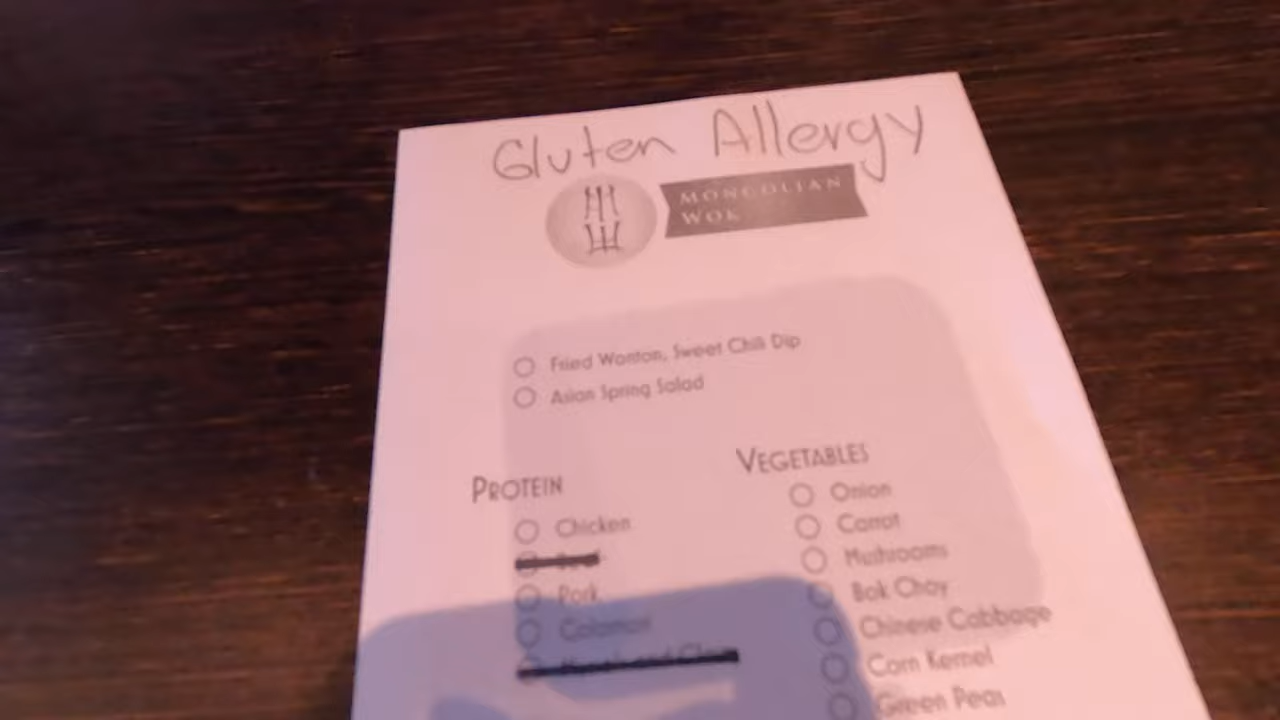 Gluten Allergy
MONGOLIAN
WOK
Fried Wonton, Sweet Chili Dip
Asian Spring Salad
PROTEIN
Chicken
Pork
Calamari
VEGETABLES
Onion
Carrot
Mushrooms
Bok Choy
Chinese Cabbage
Corn Kernel
Green Peas